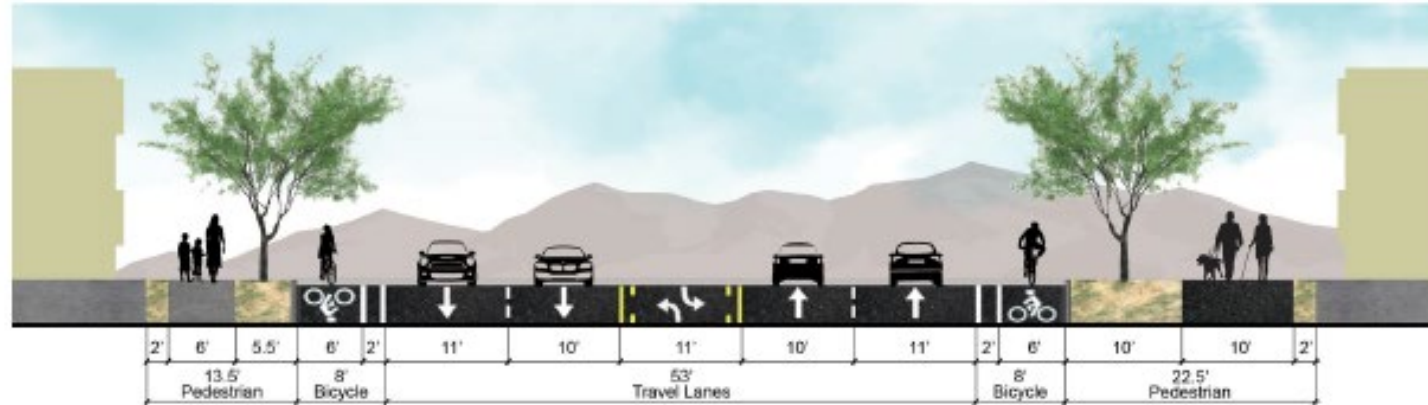 2' 6' 5.5' 6' 2' 11' 10' 11' 10' 11' 2' 6' 10' 10' 2'
13.5' 8' 53' 8' 22.5'
Pedestrian Bicycle Travel Lanes Bicycle Pedestrian